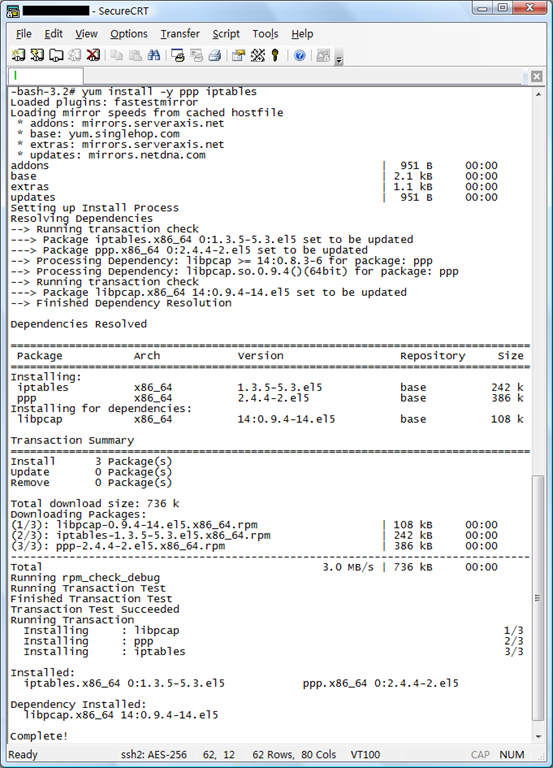 - SecureCRT
File Edit View Options Transfer Script Tools Help
-bash-3.2# yum install -y ppp iptables
Loaded plugins: fastestmirror
Loading mirror speeds from cached hostfile
 * addons: mirrors.serveraxis.net
 * base: yum.singlehop.com
 * extras: mirrors.serveraxis.net
 * updates: mirrors.netdna.com
addons | 951 B 00:00
base | 2.1 kB 00:00
extras | 1.1 kB 00:00
updates | 951 B 00:00
Setting up Install Process
Resolving Dependencies
--> Running transaction check
---> Package iptables.x86_64 0:1.3.5-5.3.el5 set to be updated
---> Package ppp.x86_64 0:2.4.4-2.el5 set to be updated
--> Processing Dependency: libpcap >= 14:0.8.3-6 for package: ppp
--> Processing Dependency: libpcap.so.0.9.4()(64bit) for package: ppp
--> Running transaction check
---> Package libpcap.x86_64 14:0.9.4-14.el5 set to be updated
--> Finished Dependency Resolution
Dependencies Resolved
================================================================================
 Package Arch Version Repository Size
================================================================================
Installing:
 iptables x86_64 1.3.5-5.3.el5 base 242 k
 ppp x86_64 2.4.4-2.el5 base 386 k
Installing for dependencies:
 libpcap x86_64 14:0.9.4-14.el5 base 108 k
Transaction Summary
================================================================================
Install 3 Package(s)
Update 0 Package(s)
Remove 0 Package(s)
Total download size: 736 k
Downloading Packages:
(1/3): libpcap-0.9.4-14.el5.x86_64.rpm | 108 kB 00:00
(2/3): iptables-1.3.5-5.3.el5.x86_64.rpm | 242 kB 00:00
(3/3): ppp-2.4.4-2.el5.x86_64.rpm | 386 kB 00:00
--------------------------------------------------------------------------------
Total 3.0 MB/s | 736 kB 00:00
Running rpm_check_debug
Running Transaction Test
Finished Transaction Test
Transaction Test Succeeded
Running Transaction
  Installing : libpcap 1/3
  Installing : ppp 2/3
  Installing : iptables 3/3
Installed:
  iptables.x86_64 0:1.3.5-5.3.el5 ppp.x86_64 0:2.4.4-2.el5
Dependency Installed:
  libpcap.x86_64 14:0.9.4-14.el5
Complete!
Ready ssh2: AES-256 62, 12 62 Rows, 80 Cols VT100 CAP NUM